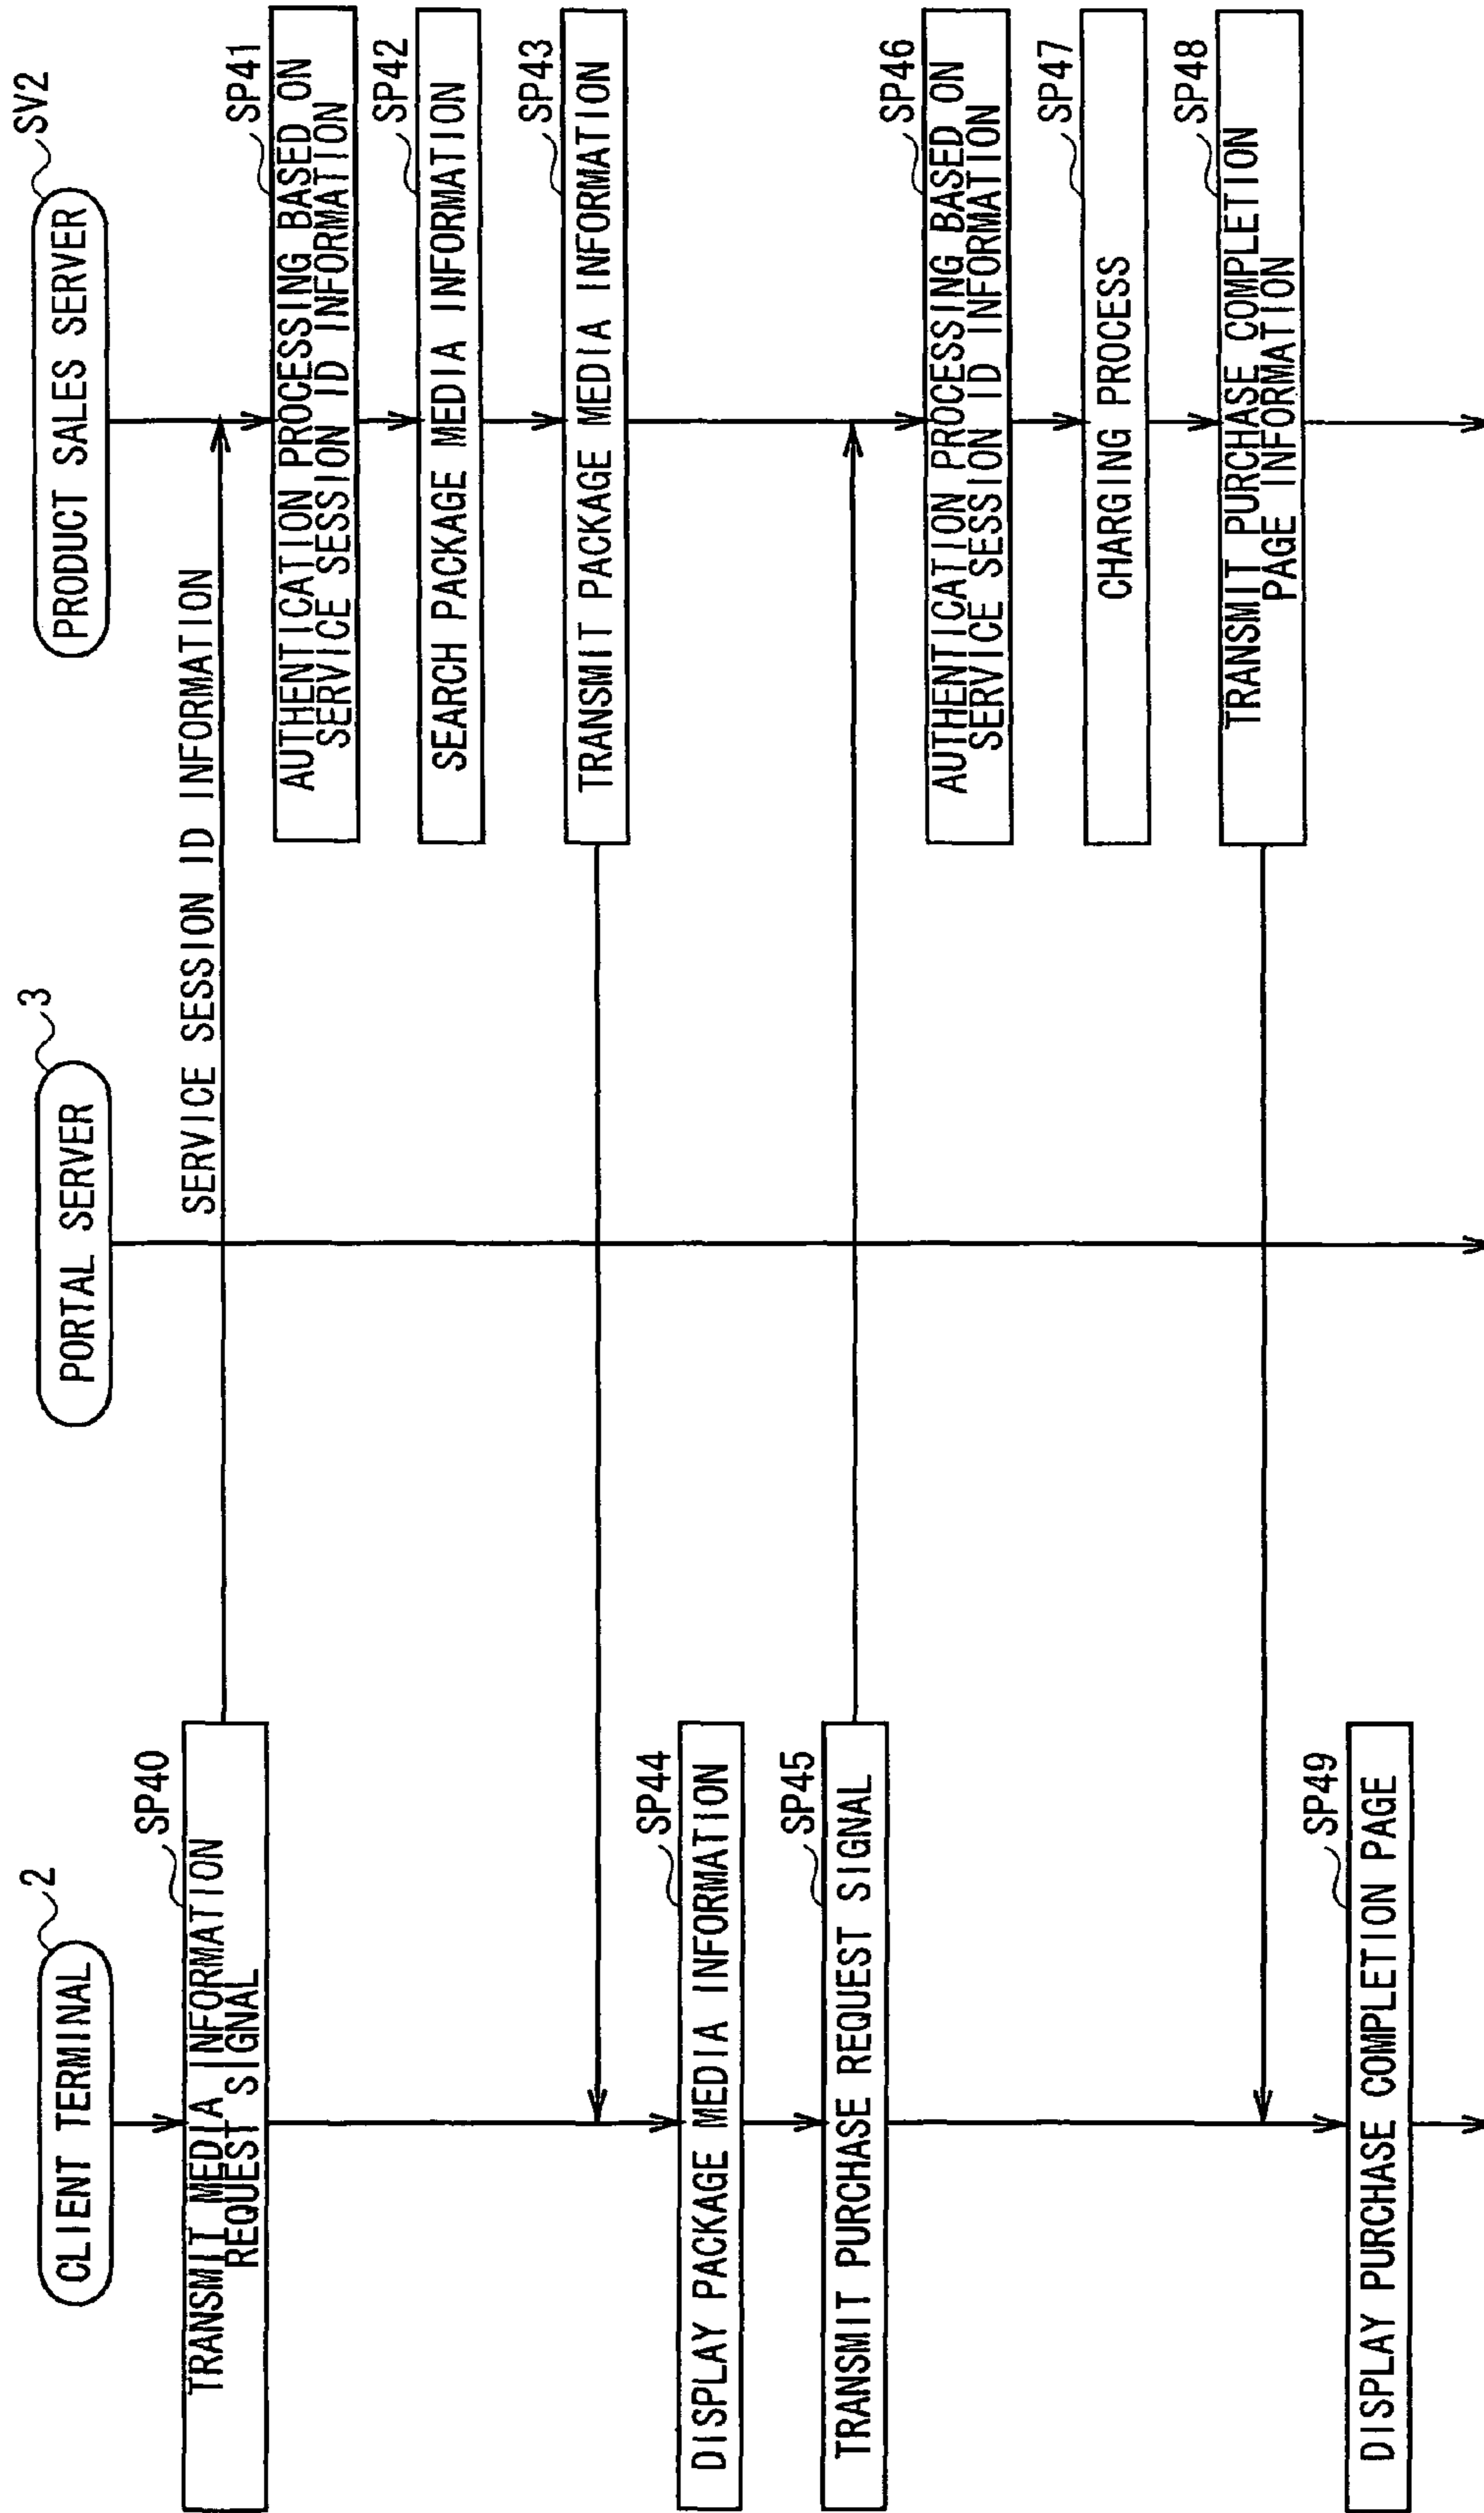 CLIENT TERMINAL
2
PORTAL SERVER
3
PRODUCT SALES SERVER
SV2
SP40
TRANSMIT MEDIA INFORMATION
REQUEST SIGNAL
SERVICE SESSION ID INFORMATION
SP41
AUTHENTICATION PROCESSING BASED ON
SERVICE SESSION ID INFORMATION
SP42
SEARCH PACKAGE MEDIA INFORMATION
SP43
TRANSMIT PACKAGE MEDIA INFORMATION
SP44
DISPLAY PACKAGE MEDIA INFORMATION
SP45
TRANSMIT PURCHASE REQUEST SIGNAL
SP46
AUTHENTICATION PROCESSING BASED ON
SERVICE SESSION ID INFORMATION
SP47
CHARGING PROCESS
SP48
TRANSMIT PURCHASE COMPLETION
PAGE INFORMATION
SP49
DISPLAY PURCHASE COMPLETION PAGE